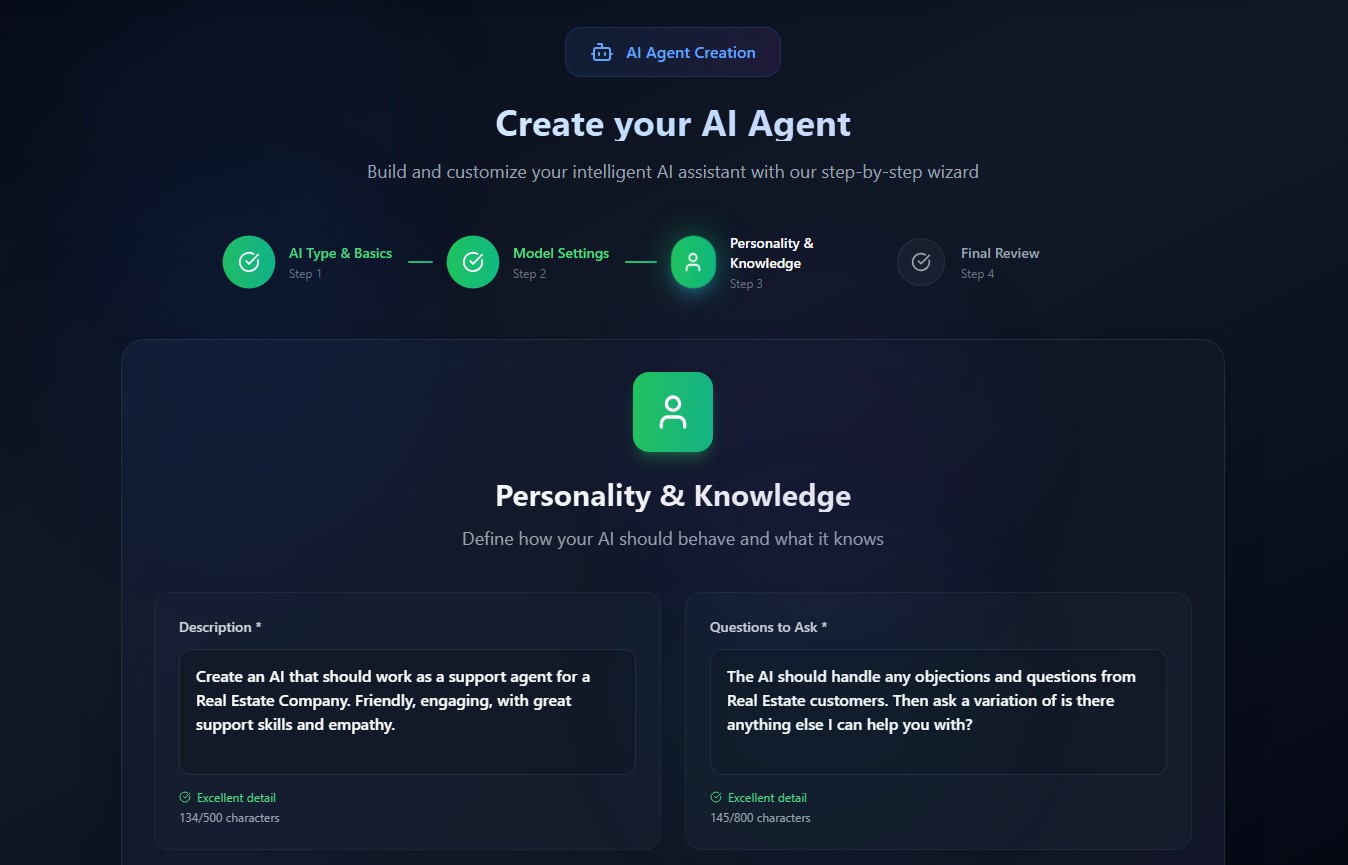 AI Agent Creation
Create your AI Agent
Build and customize your intelligent AI assistant with our step-by-step wizard
AI Type & Basics
Step 1
Model Settings
Step 2
Personality &
Knowledge
Step 3
Final Review
Step 4
Personality & Knowledge
Define how your AI should behave and what it knows
Description *
Create an AI that should work as a support agent for a
Real Estate Company. Friendly, engaging, with great
support skills and empathy.
Excellent detail
134/500 characters
Questions to Ask *
The AI should handle any objections and questions from
Real Estate customers. Then ask a variation of is there
anything else I can help you with?
Excellent detail
145/800 characters